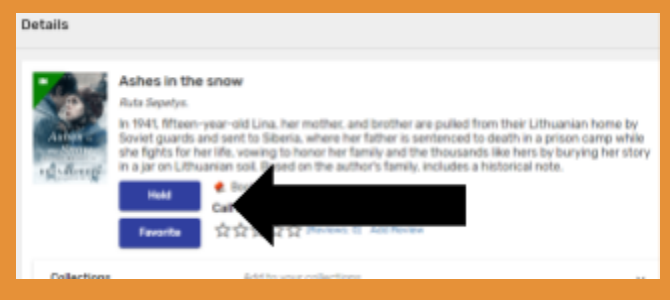 Details
Ashes in the snow
Ruta Sepetys.
In 1941, fifteen-year-old Lina, her mother, and brother are pulled from their Lithuanian home by
Soviet guards and sent to Siberia, where her father is sentenced to death in a prison camp while
she fights for her life, vowing to honor her family and the thousands like hers by burying her story
in a jar on Lithuanian soil. Based on the author's family, includes a historical note.
Hold
Favorite
(Reviews: 0) Add Review
Collections
Add to your collections